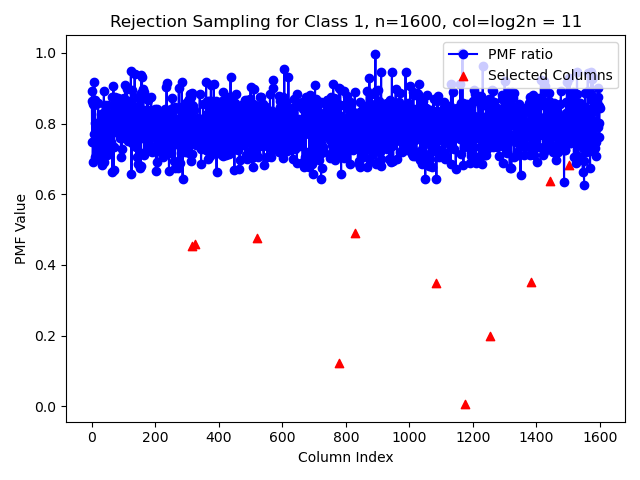 Rejection Sampling for Class 1, n=1600, col=log2n = 11
PMF ratio
Selected Columns
PMF Value
1.0
0.8
0.6
0.4
0.2
0.0
0 200 400 600 800 1000 1200 1400 1600
Column Index